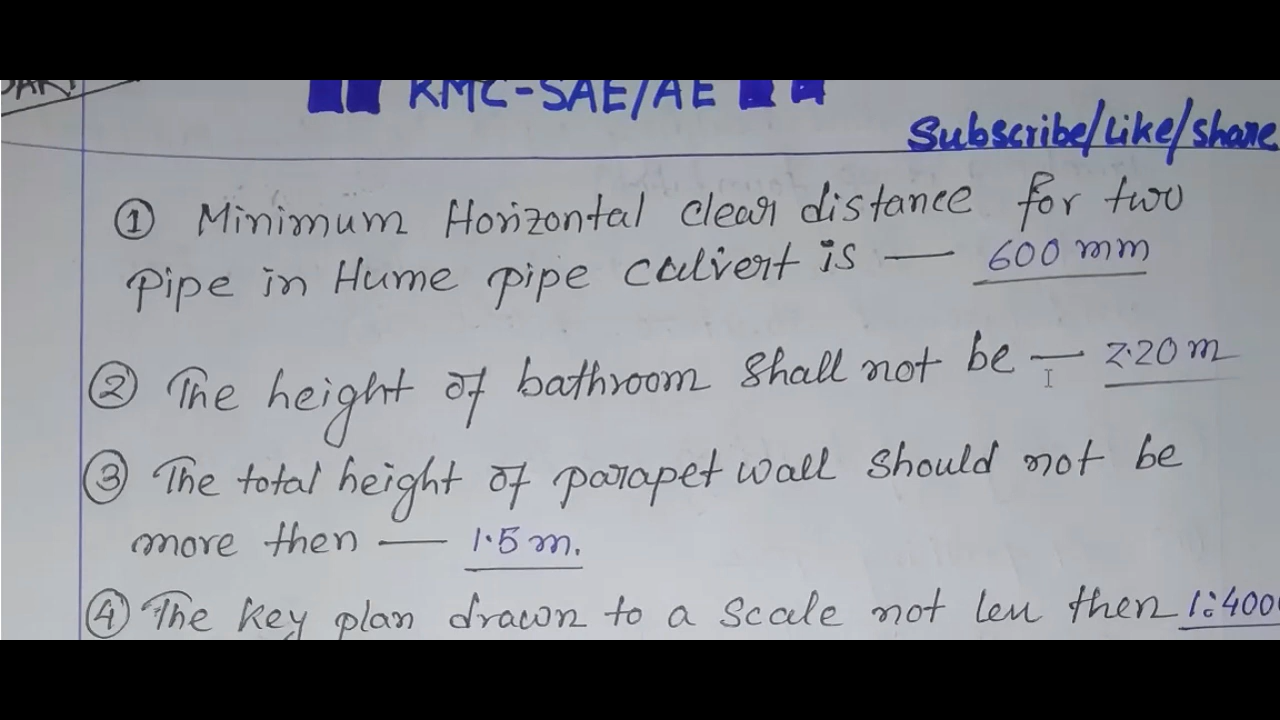 KMC-SAE/AE
Subscribe/Like/share
① Minimum Horizontal clear distance for two
pipe in Hume pipe culvert is — 600 mm
② The height of bathroom shall not be — 2.20 m
③ The total height of parapet wall should not be
more then — 1.5 m.
④ The key plan drawn to a scale not less then 1:400